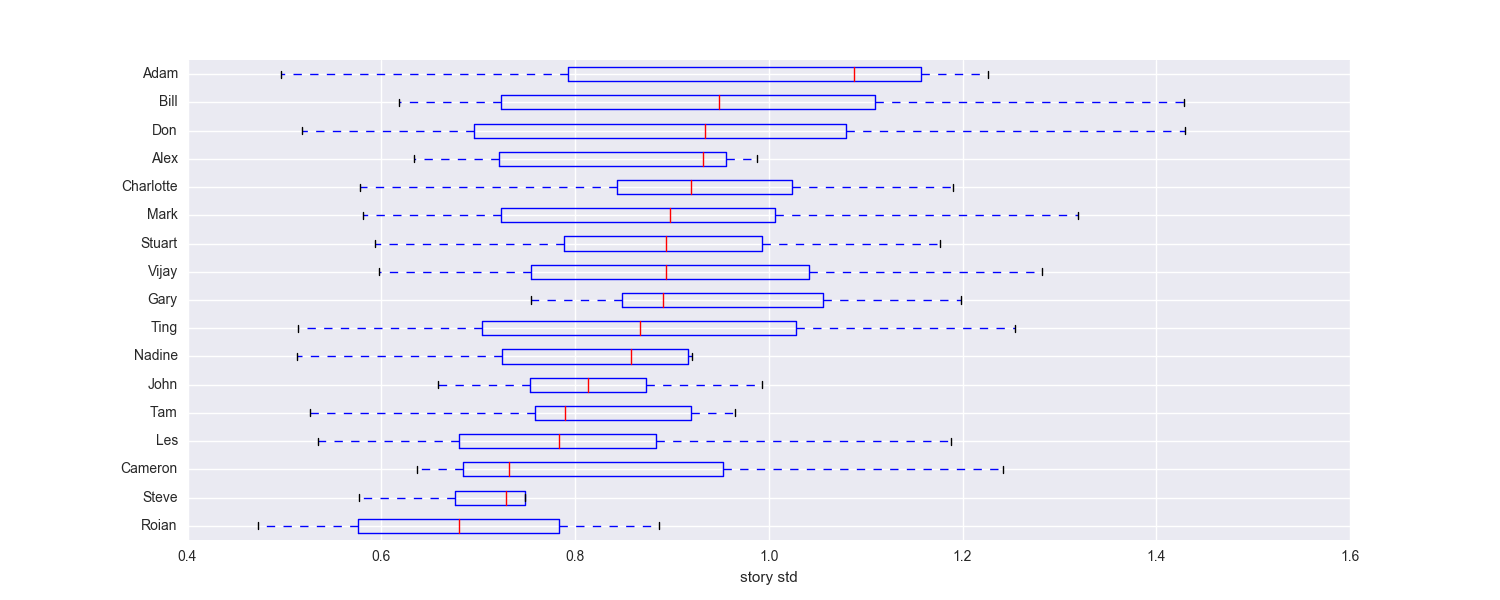 Adam
Bill
Don
Alex
Charlotte
Mark
Stuart
Vijay
Gary
Ting
Nadine
John
Tam
Les
Cameron
Steve
Roian
0.4 0.6 0.8 1.0 1.2 1.4 1.6
story std